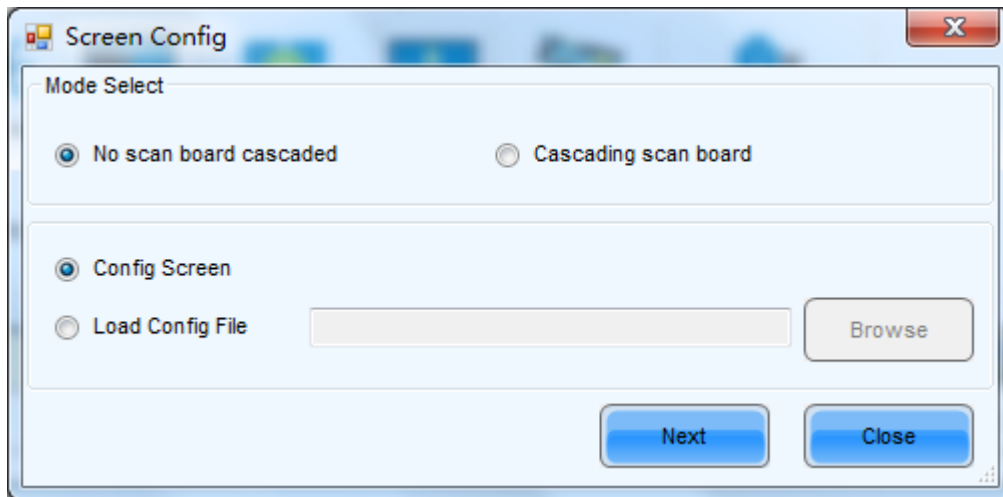 Screen Config
Mode Select
No scan board cascaded
Cascading scan board
Config Screen
Load Config File
Browse
Next
Close